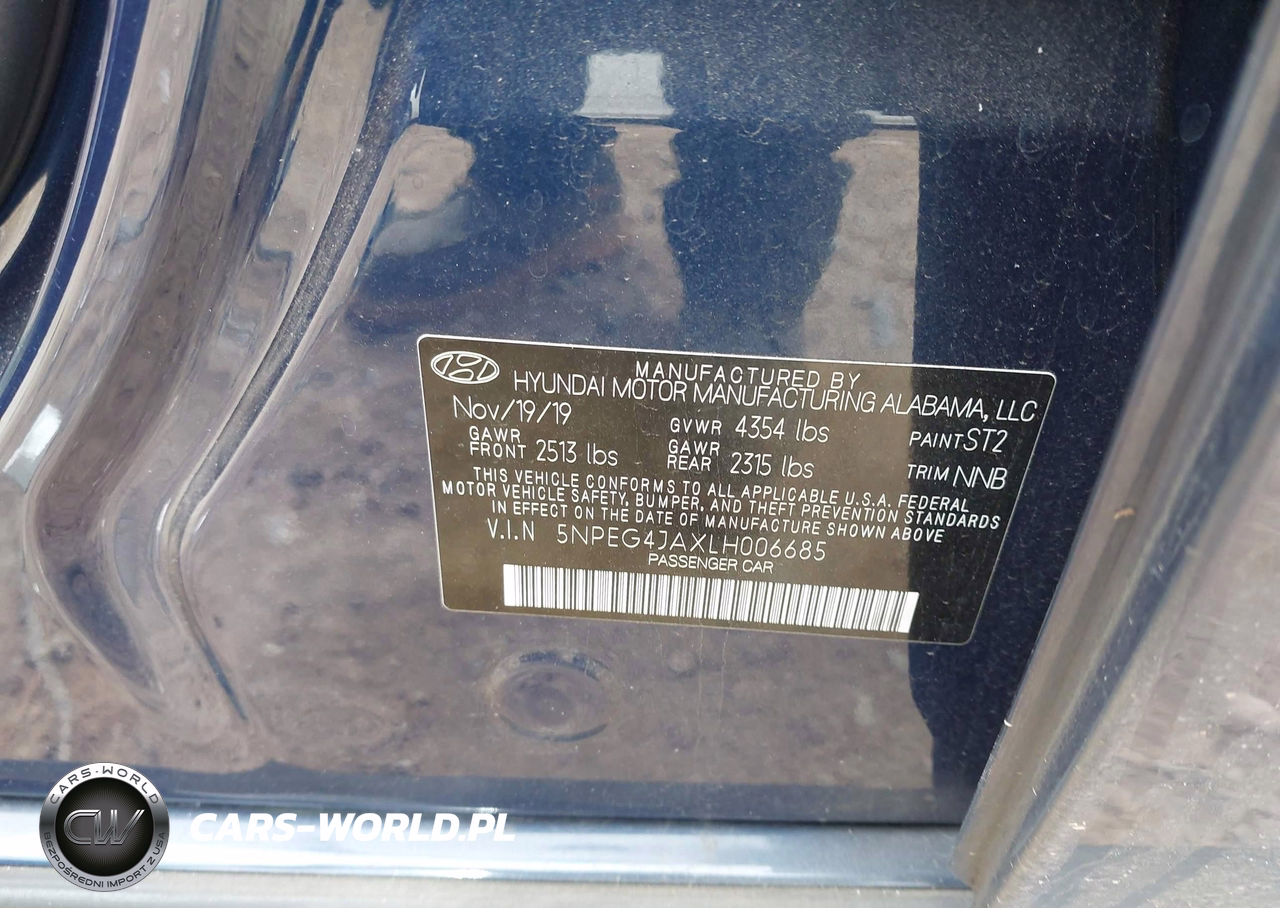 MANUFACTURED BY
HYUNDAI MOTOR MANUFACTURING ALABAMA, LLC
Nov/19/19 GVWR 4354 lbs PAINT ST2
GAWR FRONT 2513 lbs GAWR REAR 2315 lbs TRIM NNB
THIS VEHICLE CONFORMS TO ALL APPLICABLE U.S.A. FEDERAL
MOTOR VEHICLE SAFETY, BUMPER, AND THEFT PREVENTION STANDARDS
IN EFFECT ON THE DATE OF MANUFACTURE SHOWN ABOVE
V.I.N 5NPEG4JAXLH006685
PASSENGER CAR
CARS-WORLD
CW
BEZPOŚREDNI IMPORT Z USA
CARS-WORLD.PL